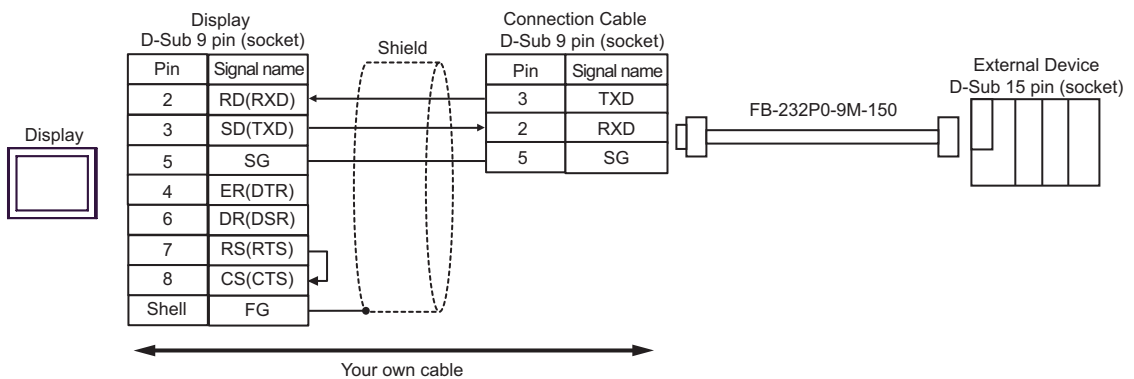 Display
D-Sub 9 pin (socket)
Shield
Connection Cable
D-Sub 9 pin (socket)
External Device
D-Sub 15 pin (socket)
FB-232P0-9M-150
Display
Pin Signal name
2 RD(RXD)
3 SD(TXD)
5 SG
4 ER(DTR)
6 DR(DSR)
7 RS(RTS)
8 CS(CTS)
Shell FG
Pin Signal name
3 TXD
2 RXD
5 SG
Your own cable